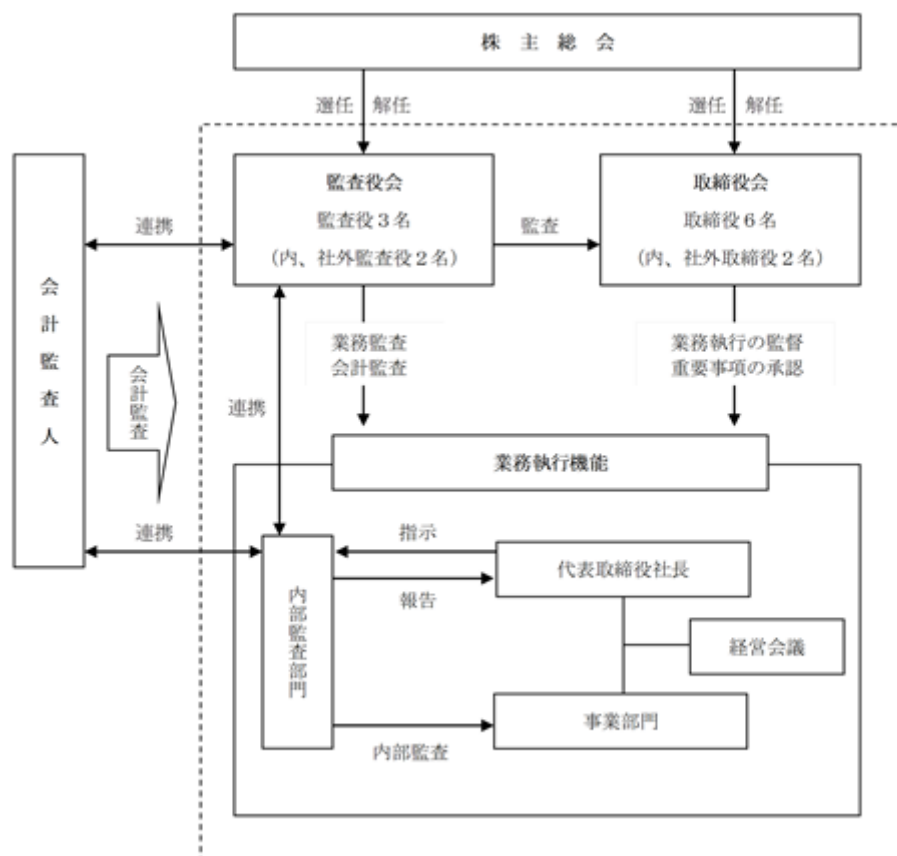 株 主 総 会
選任 解任
選任 解任
監査役会
監査役３名
（内、社外監査役２名）
監査
取締役会
取締役６名
（内、社外取締役２名）
連携
会計監査人
会計監査
業務監査
会計監査
業務執行の監督
重要事項の承認
連携
業務執行機能
連携
指示
代表取締役社長
報告
内部監査部門
経営会議
事業部門
内部監査